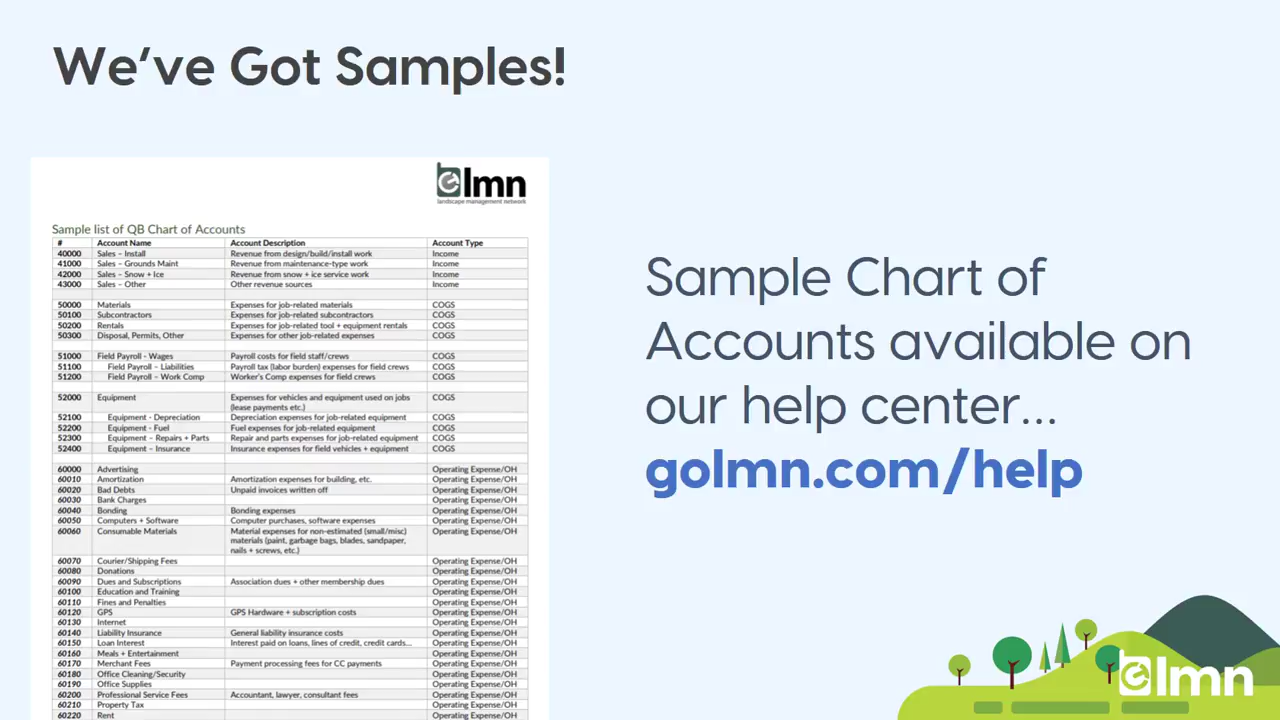 We've Got Samples!
lmn
landscape management network
Sample list of QB Chart of Accounts
# Account Name Account Description Account Type
40000 Sales – Install Revenue from design/build/install work Income
41000 Sales – Grounds Maint Revenue from maintenance-type work Income
42000 Sales – Snow + Ice Revenue from snow + ice service work Income
43000 Sales – Other Other revenue sources Income
50000 Materials Expenses for job-related materials COGS
50100 Subcontractors Expenses for job-related subcontractors COGS
50200 Rentals Expenses for job-related tool + equipment rentals COGS
50300 Disposal, Permits, Other Expenses for other job-related expenses COGS
51000 Field Payroll - Wages Payroll costs for field staff/crews COGS
51100 Field Payroll – Liabilities Payroll tax (labor burden) expenses for field crews COGS
51200 Field Payroll – Work Comp Worker's Comp expenses for field crews COGS
52000 Equipment Expenses for vehicles and equipment used on jobs COGS
(lease payments etc.)
52100 Equipment - Depreciation Depreciation expenses for job-related equipment COGS
52200 Equipment - Fuel Fuel expenses for job-related equipment COGS
52300 Equipment – Repairs + Parts Repair and parts expenses for job-related equipment COGS
52400 Equipment – Insurance Insurance expenses for field vehicles + equipment COGS
60000 Advertising Operating Expense/OH
60010 Amortization Amortization expenses for building, etc. Operating Expense/OH
60020 Bad Debts Unpaid invoices written off Operating Expense/OH
60030 Bank Charges Operating Expense/OH
60040 Bonding Bonding expenses Operating Expense/OH
60050 Computers + Software Computer purchases, software expenses Operating Expense/OH
60060 Consumable Materials Material expenses for non-estimated (small/misc) Operating Expense/OH
materials (paint, garbage bags, blades, sandpaper,
nails + screws, etc.)
60070 Courier/Shipping Fees Operating Expense/OH
60080 Donations Operating Expense/OH
60090 Dues and Subscriptions Association dues + other membership dues Operating Expense/OH
60100 Education and Training Operating Expense/OH
60110 Fines and Penalties Operating Expense/OH
60120 GPS GPS Hardware + subscription costs Operating Expense/OH
60130 Internet Operating Expense/OH
60140 Liability Insurance General liability insurance costs Operating Expense/OH
60150 Loan Interest Interest paid on loans, lines of credit, credit cards... Operating Expense/OH
60160 Meals + Entertainment Operating Expense/OH
60170 Merchant Fees Payment processing fees for CC payments Operating Expense/OH
60180 Office Cleaning/Security Operating Expense/OH
60190 Office Supplies Operating Expense/OH
60200 Professional Service Fees Accountant, lawyer, consultant fees Operating Expense/OH
60210 Property Tax Operating Expense/OH
60220 Rent Operating Expense/OH
Sample Chart of
Accounts available on
our help center...
golmn.com/help
lmn